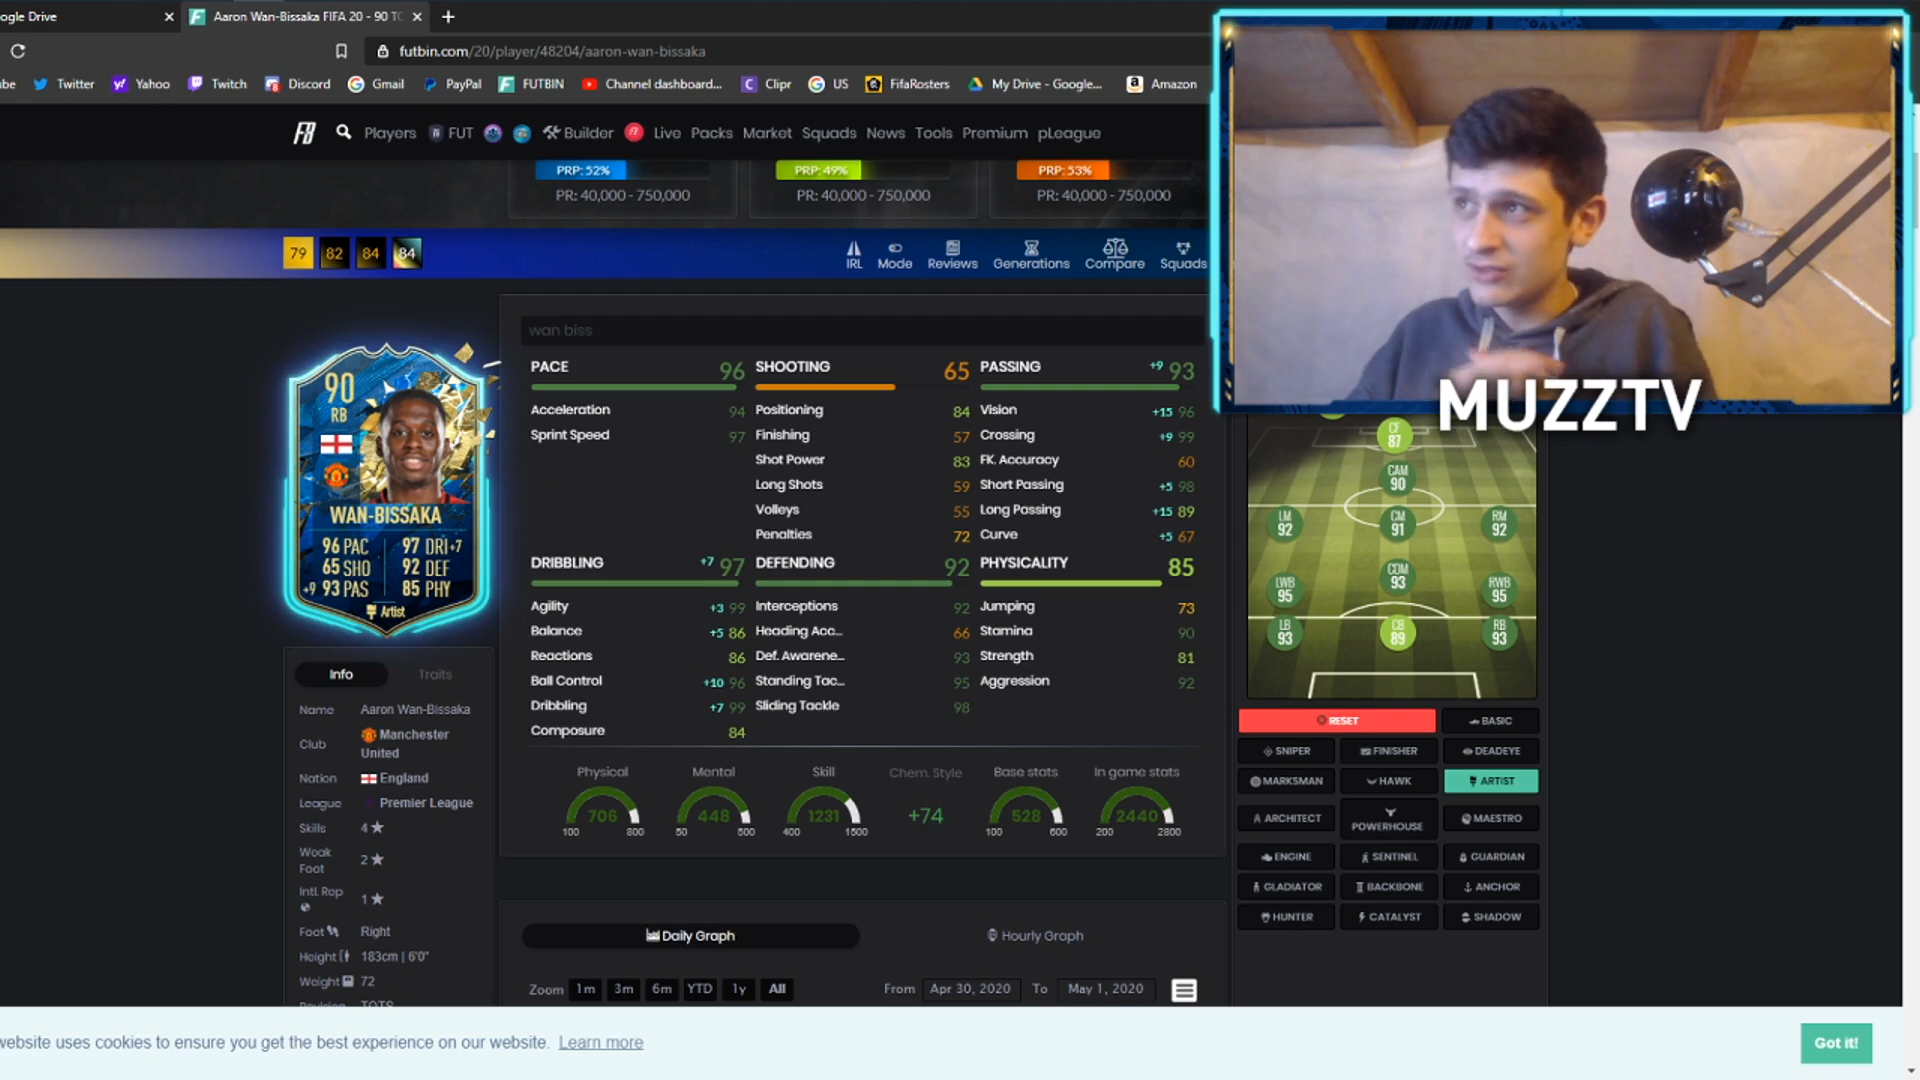 ogle Drive
Aaron Wan-Bissaka FIFA 20 - 90 TO
futbin.com/20/player/48204/aaron-wan-bissaka
be Twitter Yahoo Twitch Discord Gmail PayPal FUTBIN Channel dashboard... Clipr US FifaRosters My Drive - Google... Amazon
Players FUT Builder Live Packs Market Squads News Tools Premium pLeague
PRP: 52% PRP: 49% PRP: 53%
PR: 40,000 - 750,000 PR: 40,000 - 750,000 PR: 40,000 - 750,000
79 82 84 84
IRL Mode Reviews Generations Compare Squads
wan biss
MUZZTV
90
RB
WAN-BISSAKA
96 PAC 97 DRI+7
65 SHO 92 DEF
+9 93 PAS 85 PHY
Artist
PACE 96
Acceleration 94
Sprint Speed 97
SHOOTING 65
Positioning 84
Finishing 57
Shot Power 83
Long Shots 59
Volleys 55
Penalties 72
PASSING +9 93
Vision +15 96
Crossing +9 99
FK. Accuracy 60
Short Passing +5 98
Long Passing +15 89
Curve +5 67
DRIBBLING +7 97
Agility +3 99
Balance +5 86
Reactions 86
Ball Control +10 96
Dribbling +7 99
Composure 84
DEFENDING 92
Interceptions 92
Heading Acc... 66
Def. Awarene... 93
Standing Tac... 95
Sliding Tackle 98
PHYSICALITY 85
Jumping 73
Stamina 90
Strength 81
Aggression 92
Physical Mental Skill Chem. Style Base stats In game stats
706 448 1231 +74 528 2440
100 800 50 500 400 1500 100 600 200 2800
Info Traits
Name Aaron Wan-Bissaka
Club Manchester
United
Nation England
League Premier League
Skills 4
Weak
Foot 2
Intl. Rep 1
Foot Right
Height 183cm | 6'0"
Weight 72
Revision TOTS
CF
87
CAM
90
LM
92
CM
91
RM
92
LWB
95
CDM
93
RWB
95
LB
93
CB
89
RB
93
RESET BASIC
SNIPER FINISHER DEADEYE
MARKSMAN HAWK ARTIST
ARCHITECT POWERHOUSE MAESTRO
ENGINE SENTINEL GUARDIAN
GLADIATOR BACKBONE ANCHOR
HUNTER CATALYST SHADOW
Daily Graph Hourly Graph
Zoom 1m 3m 6m YTD 1y All From Apr 30, 2020 To May 1, 2020
website uses cookies to ensure you get the best experience on our website. Learn more
Got it!